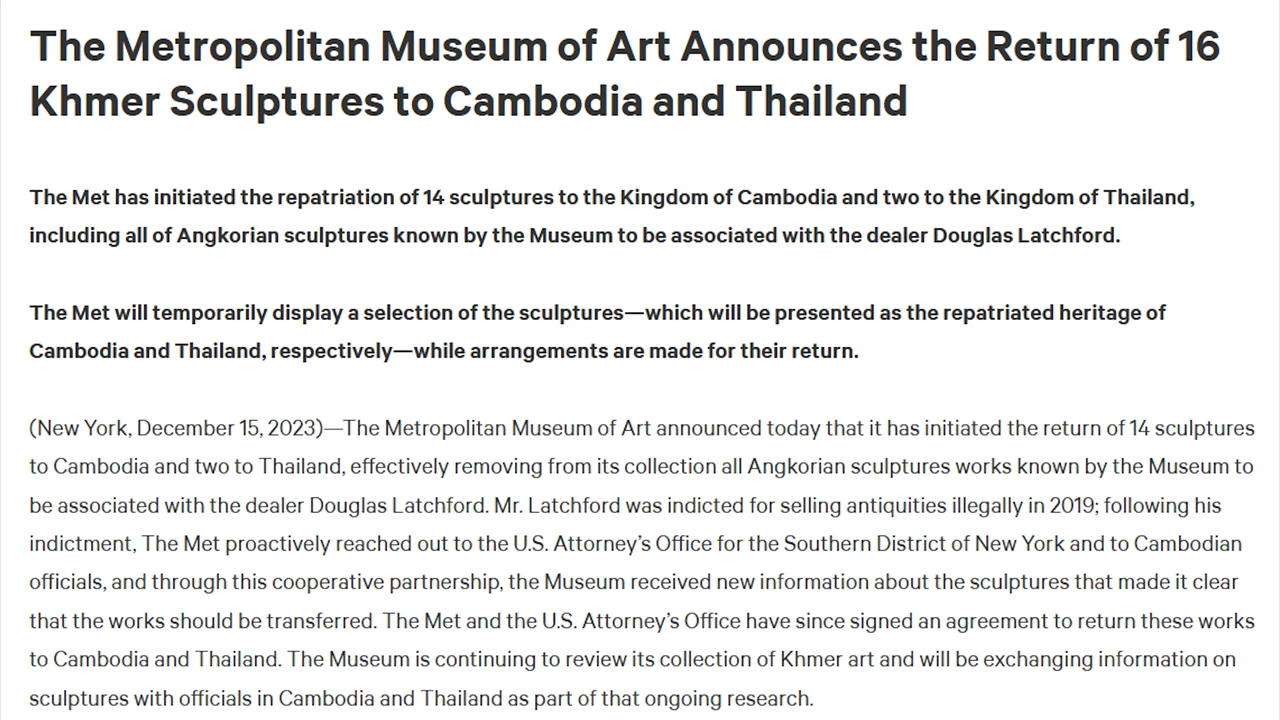 The Metropolitan Museum of Art Announces the Return of 16
Khmer Sculptures to Cambodia and Thailand
The Met has initiated the repatriation of 14 sculptures to the Kingdom of Cambodia and two to the Kingdom of Thailand,
including all of Angkorian sculptures known by the Museum to be associated with the dealer Douglas Latchford.
The Met will temporarily display a selection of the sculptures—which will be presented as the repatriated heritage of
Cambodia and Thailand, respectively—while arrangements are made for their return.
(New York, December 15, 2023)—The Metropolitan Museum of Art announced today that it has initiated the return of 14 sculptures
to Cambodia and two to Thailand, effectively removing from its collection all Angkorian sculptures works known by the Museum to
be associated with the dealer Douglas Latchford. Mr. Latchford was indicted for selling antiquities illegally in 2019; following his
indictment, The Met proactively reached out to the U.S. Attorney’s Office for the Southern District of New York and to Cambodian
officials, and through this cooperative partnership, the Museum received new information about the sculptures that made it clear
that the works should be transferred. The Met and the U.S. Attorney’s Office have since signed an agreement to return these works
to Cambodia and Thailand. The Museum is continuing to review its collection of Khmer art and will be exchanging information on
sculptures with officials in Cambodia and Thailand as part of that ongoing research.